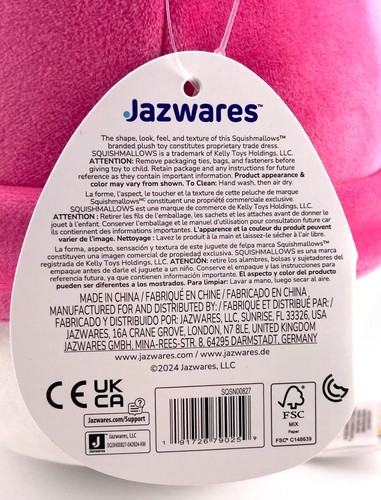 Jazwares™
The shape, look, feel, and texture of this Squishmallows™
branded plush toy constitutes proprietary trade dress.
SQUISHMALLOWS is a trademark of Kelly Toys Holdings, LLC.
ATTENTION: Remove packaging ties, bags, and fasteners before
giving toy to child. Retain package and any instructions for future
reference as they contain important information. Product appearance &
color may vary from shown. To Clean: Hand wash, then air dry.
La forme, l'aspect, le toucher et la texture de cette peluche de marque
Squishmallowsᴹᶜ constituent une propriété commerciale exclusive.
SQUISHMALLOWS est une marque de commerce de Kelly Toys Holdings, LLC.
ATTENTION : Retirer les fils de l'emballage, les sachets et les attaches avant de donner le
jouet à l'enfant. Conserver l'emballage et le manuel d'utilisation pour consultation future car
ils contiennent des informations importantes. L'apparence et la couleur du produit peuvent
varier de l'image. Nettoyage : Lavez le produit à la main et laissez-le sécher à l'air libre.
La forma, aspecto, sensación y textura de este juguete de felpa marca Squishmallows™
constituyen una imagen comercial de propiedad exclusiva. SQUISHMALLOWS es una marca
registrada de Kelly Toys Holdings, LLC. ATENCIÓN: retire los alambres, bolsas y sujetadores del
empaque antes de darle el juguete a un niño. Conserve el empaque y las instrucciones para
referencia futura, ya que contienen información importante. El aspecto y color del producto
pueden ser diferentes a los mostrados. Para limpiar: Lavar a mano, luego secar al aire.
MADE IN CHINA / FABRIQUÉ EN CHINE / FABRICADO EN CHINA
MANUFACTURED FOR AND DISTRIBUTED BY: / FABRIQUÉ ET DISTRIBUÉ PAR: /
FABRICADO Y DISTRIBUIDO POR: JAZWARES, LLC, SUNRISE, FL 33326, USA
JAZWARES, 16A CRANE GROVE, LONDON, N7 8LE, UNITED KINGDOM
JAZWARES GMBH, MINA-REES-STR. 8, 64295 DARMSTADT, GERMANY
www.jazwares.com / www.jazwares.de
©2024 Jazwares, LLC
CE UK CA
Jazwares.com/Support
Jazwares, LLC
SQSN00827
1 91726 79025 9
FSC
MIX
Paper
FSC® C148639